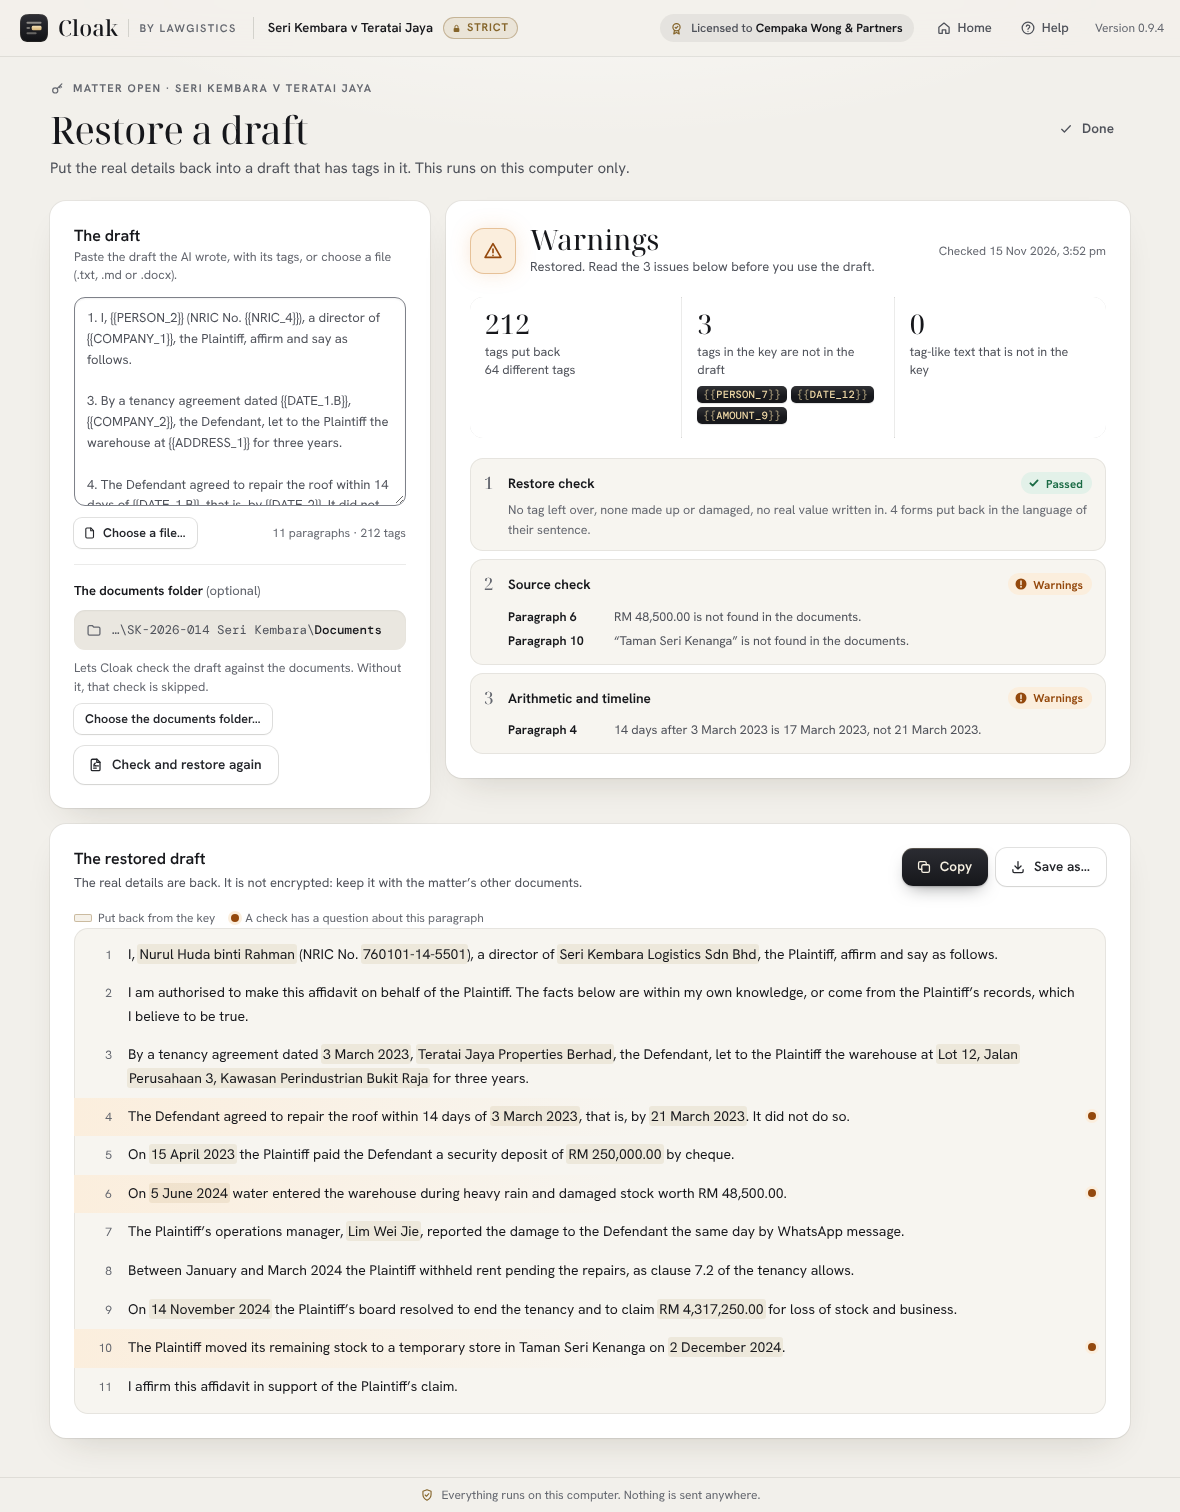 Cloak BY LAWGISTICS Seri Kembara v Teratai Jaya STRICT Licensed to Cempaka Wong & Partners Home Help Version 0.9.4
MATTER OPEN · SERI KEMBARA V TERATAI JAYA
Restore a draft
Done
Put the real details back into a draft that has tags in it. This runs on this computer only.
The draft
Paste the draft the AI wrote, with its tags, or choose a file
(.txt, .md or .docx).
1. I, {{PERSON_2}} (NRIC No. {{NRIC_4}}), a director of
{{COMPANY_1}}, the Plaintiff, affirm and say as
follows.
3. By a tenancy agreement dated {{DATE_1.B}},
{{COMPANY_2}}, the Defendant, let to the Plaintiff the
warehouse at {{ADDRESS_1}} for three years.
4. The Defendant agreed to repair the roof within 14
days of {{DATE_1.B}}, that is, by {{DATE_2}}. It did not
Choose a file…
11 paragraphs · 212 tags
The documents folder (optional)
…\SK-2026-014 Seri Kembara\Documents
Lets Cloak check the draft against the documents. Without
it, that check is skipped.
Choose the documents folder…
Check and restore again
Warnings
Restored. Read the 3 issues below before you use the draft.
Checked 15 Nov 2026, 3:52 pm
212
tags put back
64 different tags
3
tags in the key are not in the
draft
{{PERSON_7}} {{DATE_12}}
{{AMOUNT_9}}
0
tag-like text that is not in the
key
1 Restore check Passed
No tag left over, none made up or damaged, no real value written in. 4 forms put back in the language of
their sentence.
2 Source check Warnings
Paragraph 6 RM 48,500.00 is not found in the documents.
Paragraph 10 “Taman Seri Kenanga” is not found in the documents.
3 Arithmetic and timeline Warnings
Paragraph 4 14 days after 3 March 2023 is 17 March 2023, not 21 March 2023.
The restored draft
The real details are back. It is not encrypted: keep it with the matter’s other documents.
Copy
Save as…
Put back from the key A check has a question about this paragraph
1 I, Nurul Huda binti Rahman (NRIC No. 760101-14-5501), a director of Seri Kembara Logistics Sdn Bhd, the Plaintiff, affirm and say as follows.
2 I am authorised to make this affidavit on behalf of the Plaintiff. The facts below are within my own knowledge, or come from the Plaintiff’s records, which
I believe to be true.
3 By a tenancy agreement dated 3 March 2023, Teratai Jaya Properties Berhad, the Defendant, let to the Plaintiff the warehouse at Lot 12, Jalan
Perusahaan 3, Kawasan Perindustrian Bukit Raja for three years.
4 The Defendant agreed to repair the roof within 14 days of 3 March 2023, that is, by 21 March 2023. It did not do so.
5 On 15 April 2023 the Plaintiff paid the Defendant a security deposit of RM 250,000.00 by cheque.
6 On 5 June 2024 water entered the warehouse during heavy rain and damaged stock worth RM 48,500.00.
7 The Plaintiff’s operations manager, Lim Wei Jie, reported the damage to the Defendant the same day by WhatsApp message.
8 Between January and March 2024 the Plaintiff withheld rent pending the repairs, as clause 7.2 of the tenancy allows.
9 On 14 November 2024 the Plaintiff’s board resolved to end the tenancy and to claim RM 4,317,250.00 for loss of stock and business.
10 The Plaintiff moved its remaining stock to a temporary store in Taman Seri Kenanga on 2 December 2024.
11 I affirm this affidavit in support of the Plaintiff’s claim.
Everything runs on this computer. Nothing is sent anywhere.